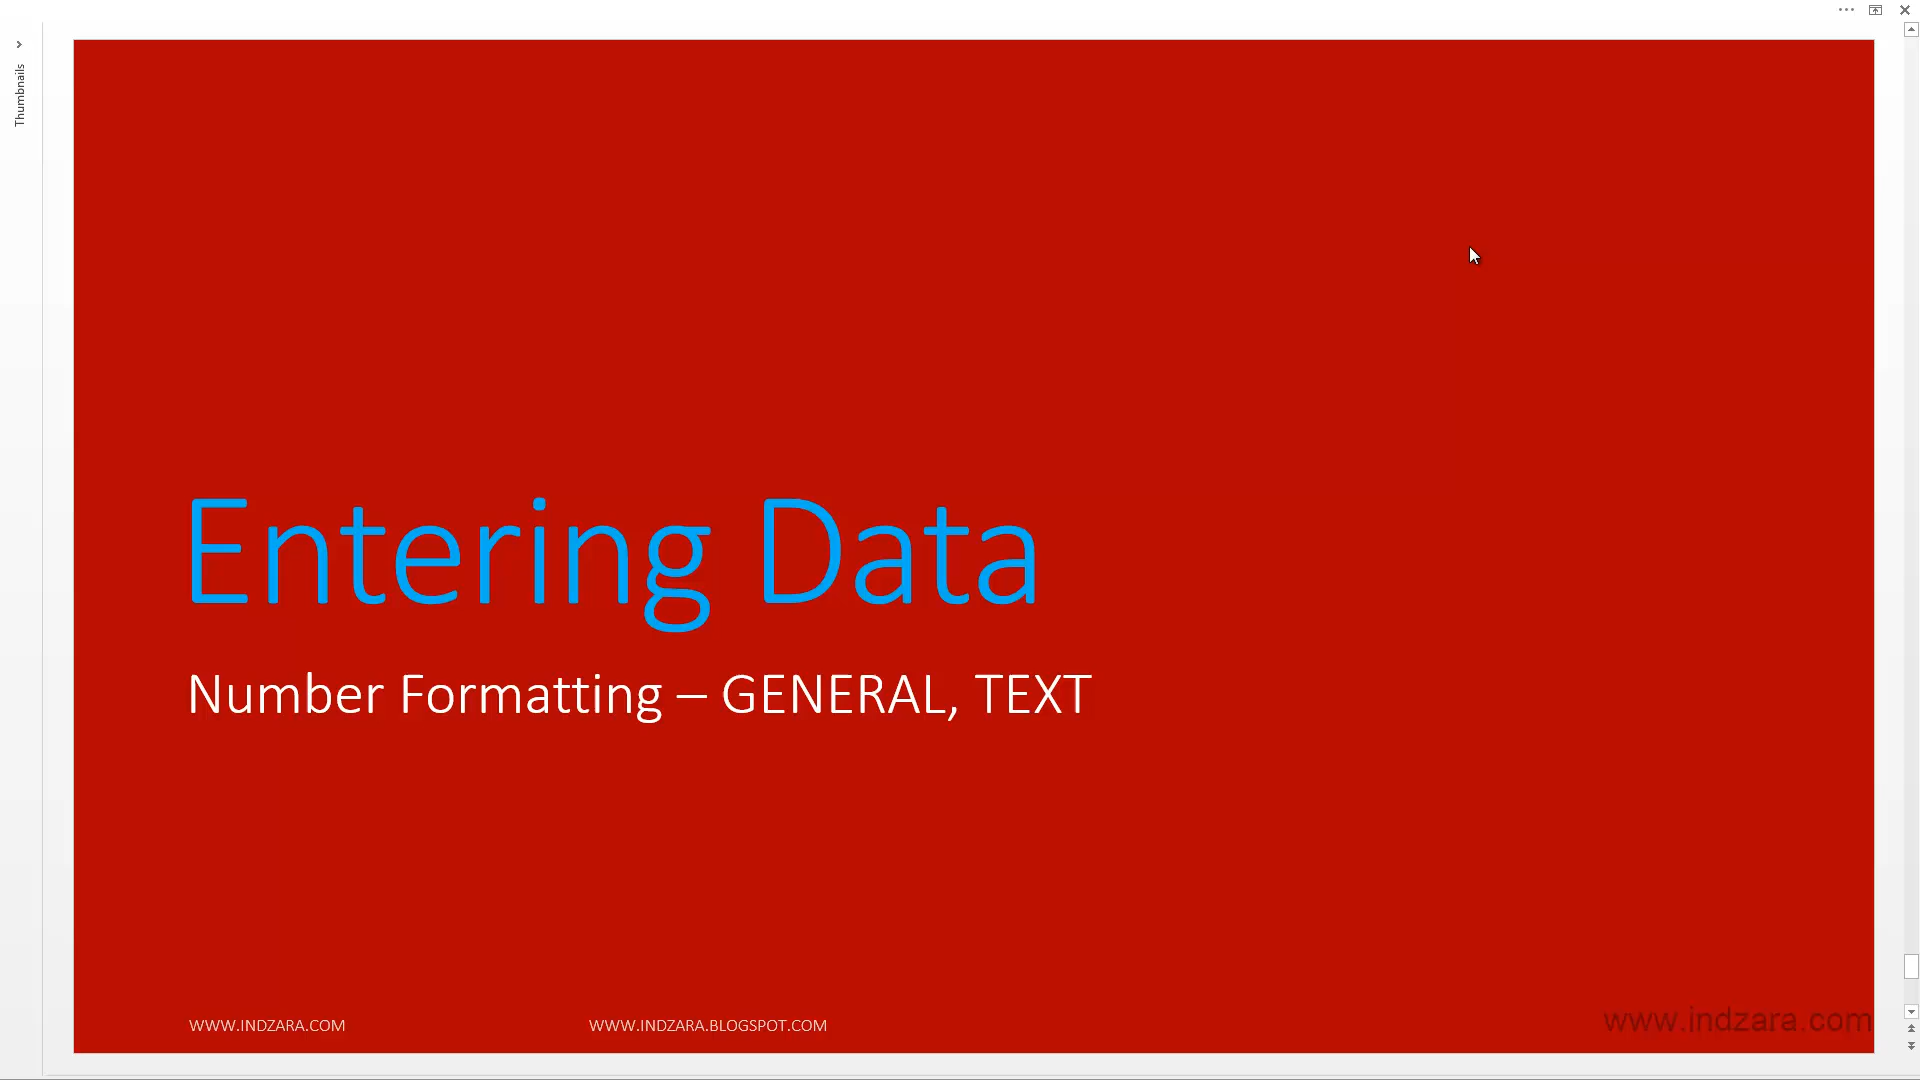 Thumbnails
Entering Data
Number Formatting – GENERAL, TEXT
WWW.INDZARA.COM
WWW.INDZARA.BLOGSPOT.COM
www.indzara.com